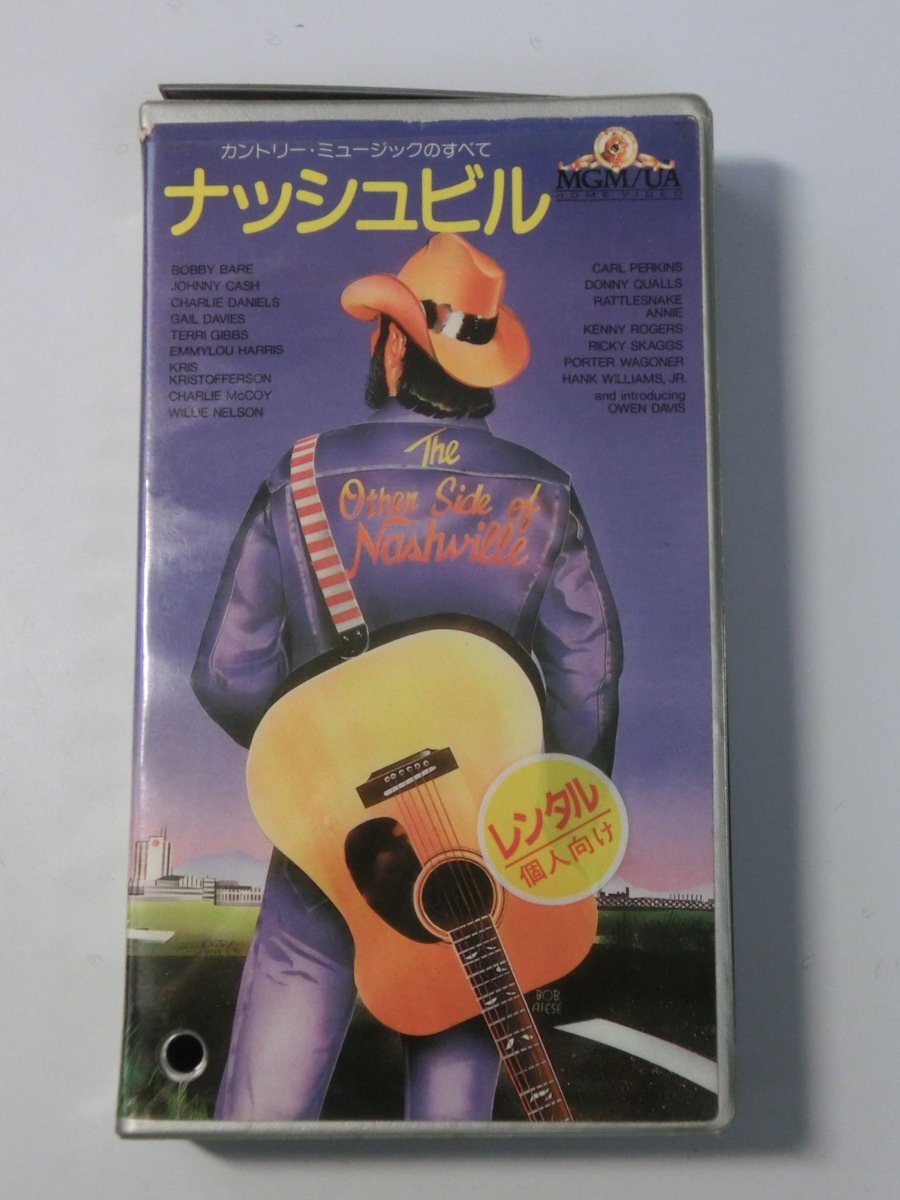 カントリー・ミュージックのすべて
ナッシュビル
MGM/UA
HOME VIDEO
BOBBY BARE
JOHNNY CASH
CHARLIE DANIELS
GAIL DAVIES
TERRI GIBBS
EMMYLOU HARRIS
KRIS
KRISTOFFERSON
CHARLIE McCOY
WILLIE NELSON
CARL PERKINS
DONNY QUALLS
RATTLESNAKE
ANNIE
KENNY ROGERS
RICKY SKAGGS
PORTER WAGONER
HANK WILLIAMS, JR.
and introducing
OWEN DAVIS
The
Other Side of
Nashville
レンタル
個人向け
BOB